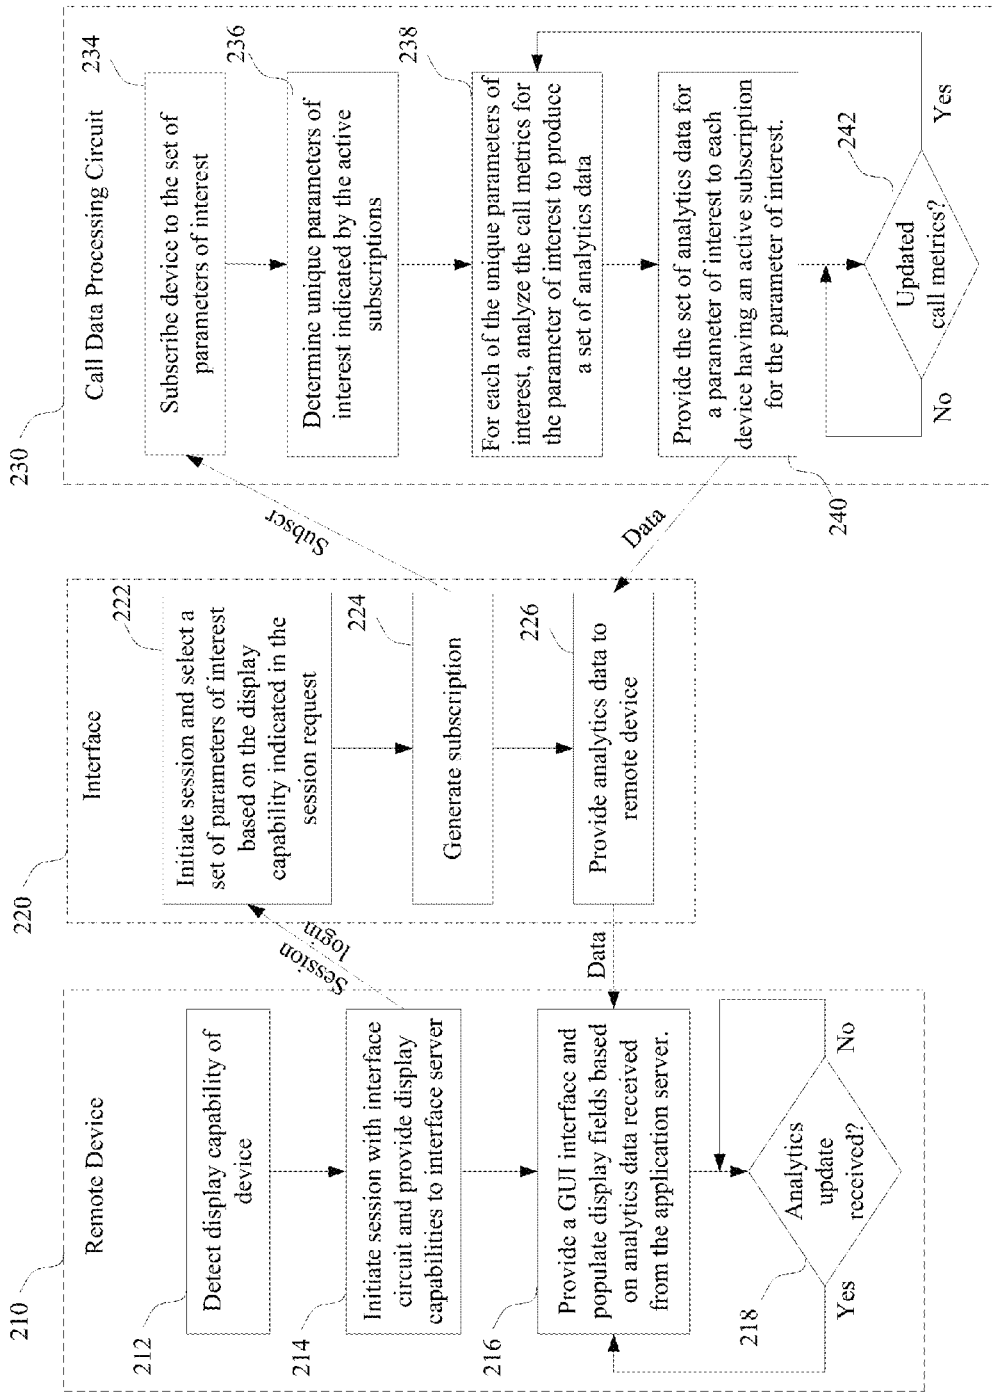 210
Remote Device
212
Detect display capability of
device
214
Initiate session with interface
circuit and provide display
capabilities to interface server
216
Provide a GUI interface and
populate display fields based
on analytics data received
from the application server.
218
Analytics
update
received?
Yes
No
Session
login
Data
220
Interface
222
Initiate session and select a
set of parameters of interest
based on the display
capability indicated in the
session request
224
Generate subscription
226
Provide analytics data to
remote device
Subscr
Data
230
Call Data Processing Circuit
234
Subscribe device to the set of
parameters of interest
236
Determine unique parameters of
interest indicated by the active
subscriptions
238
For each of the unique parameters of
interest, analyze the call metrics for
the parameter of interest to produce
a set of analytics data
240
Provide the set of analytics data for
a parameter of interest to each
device having an active subscription
for the parameter of interest.
242
Updated
call metrics?
No
Yes